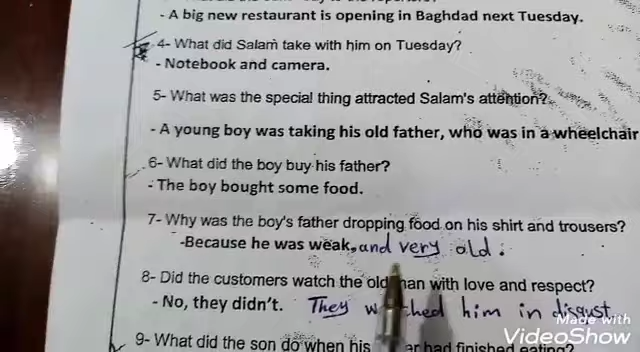 - A big new restaurant is opening in Baghdad next Tuesday.
4- What did Salam take with him on Tuesday?
- Notebook and camera.
5- What was the special thing attracted Salam's attention?
- A young boy was taking his old father, who was in a wheelchair
6- What did the boy buy his father?
- The boy bought some food.
7- Why was the boy's father dropping food on his shirt and trousers?
-Because he was weak, and very old.
8- Did the customers watch the old man with love and respect?
- No, they didn't. They w hed him in disgust
9- What did the son do when his er had finished eating?
Made with
VideoShow